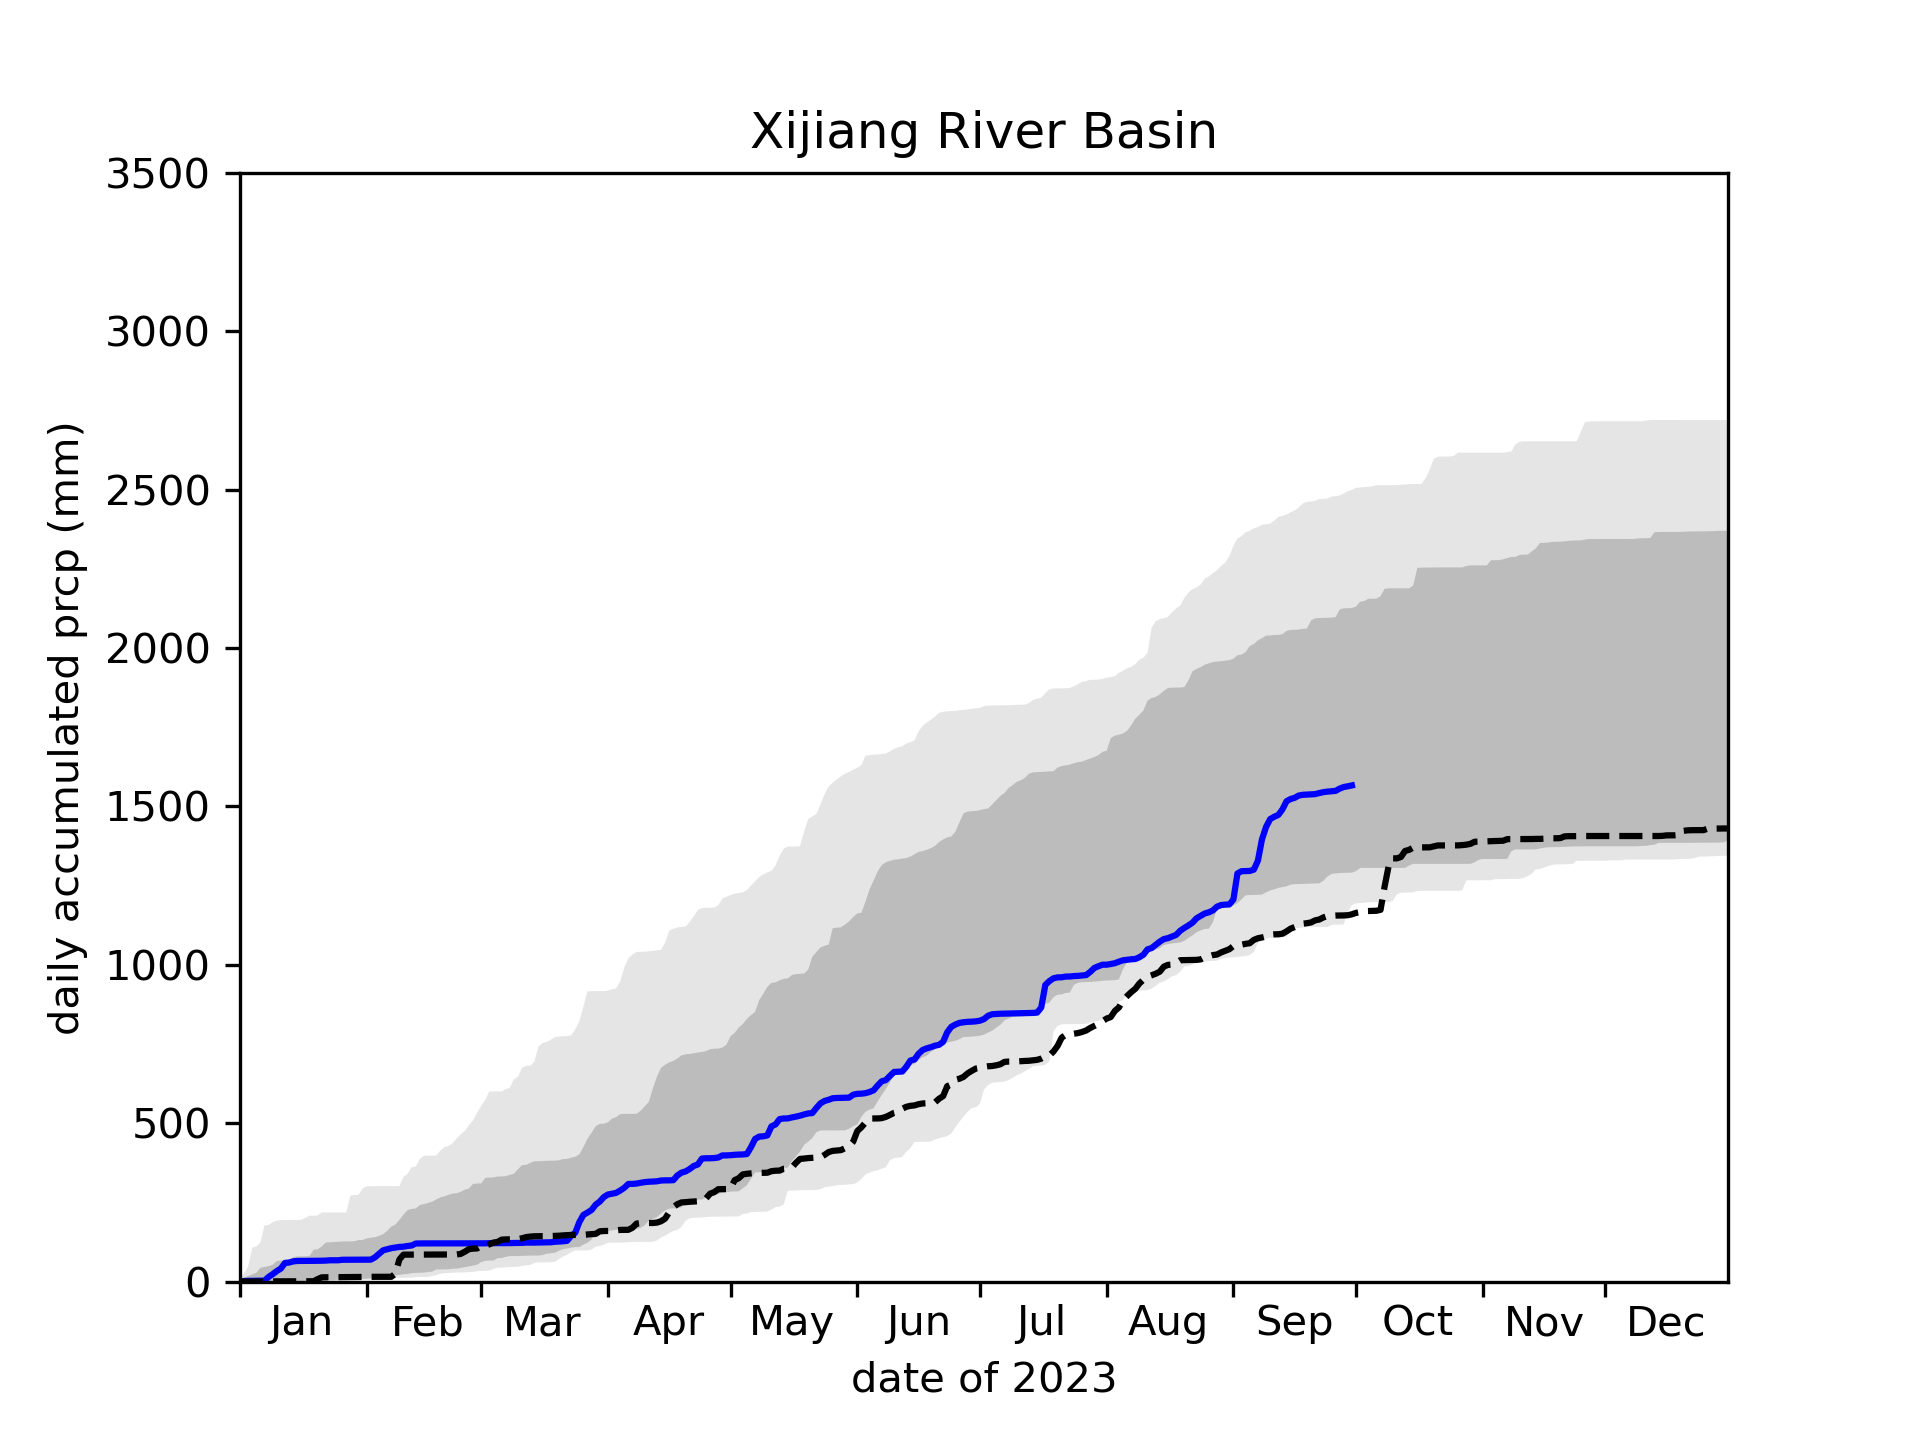 Xijiang River Basin
3500
3000
2500
2000
1500
1000
500
0
daily accumulated prcp (mm)
Jan Feb Mar Apr May Jun Jul Aug Sep Oct Nov Dec
date of 2023